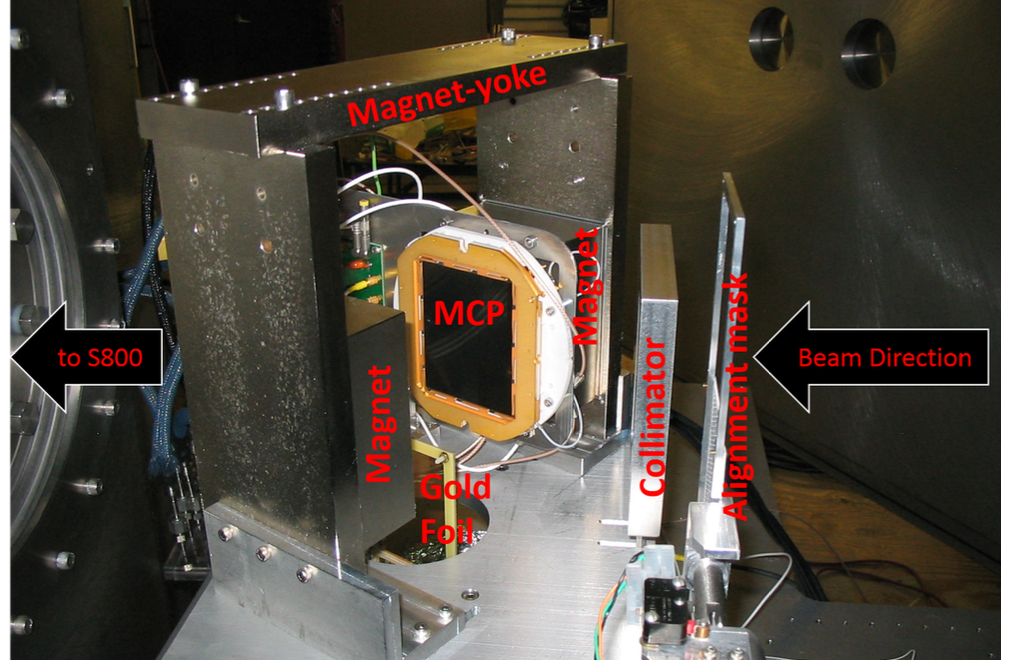 Magnet-yoke
MCP
Magnet
Magnet
Collimator
Alignment mask
to S800
Beam Direction
Gold
Foil